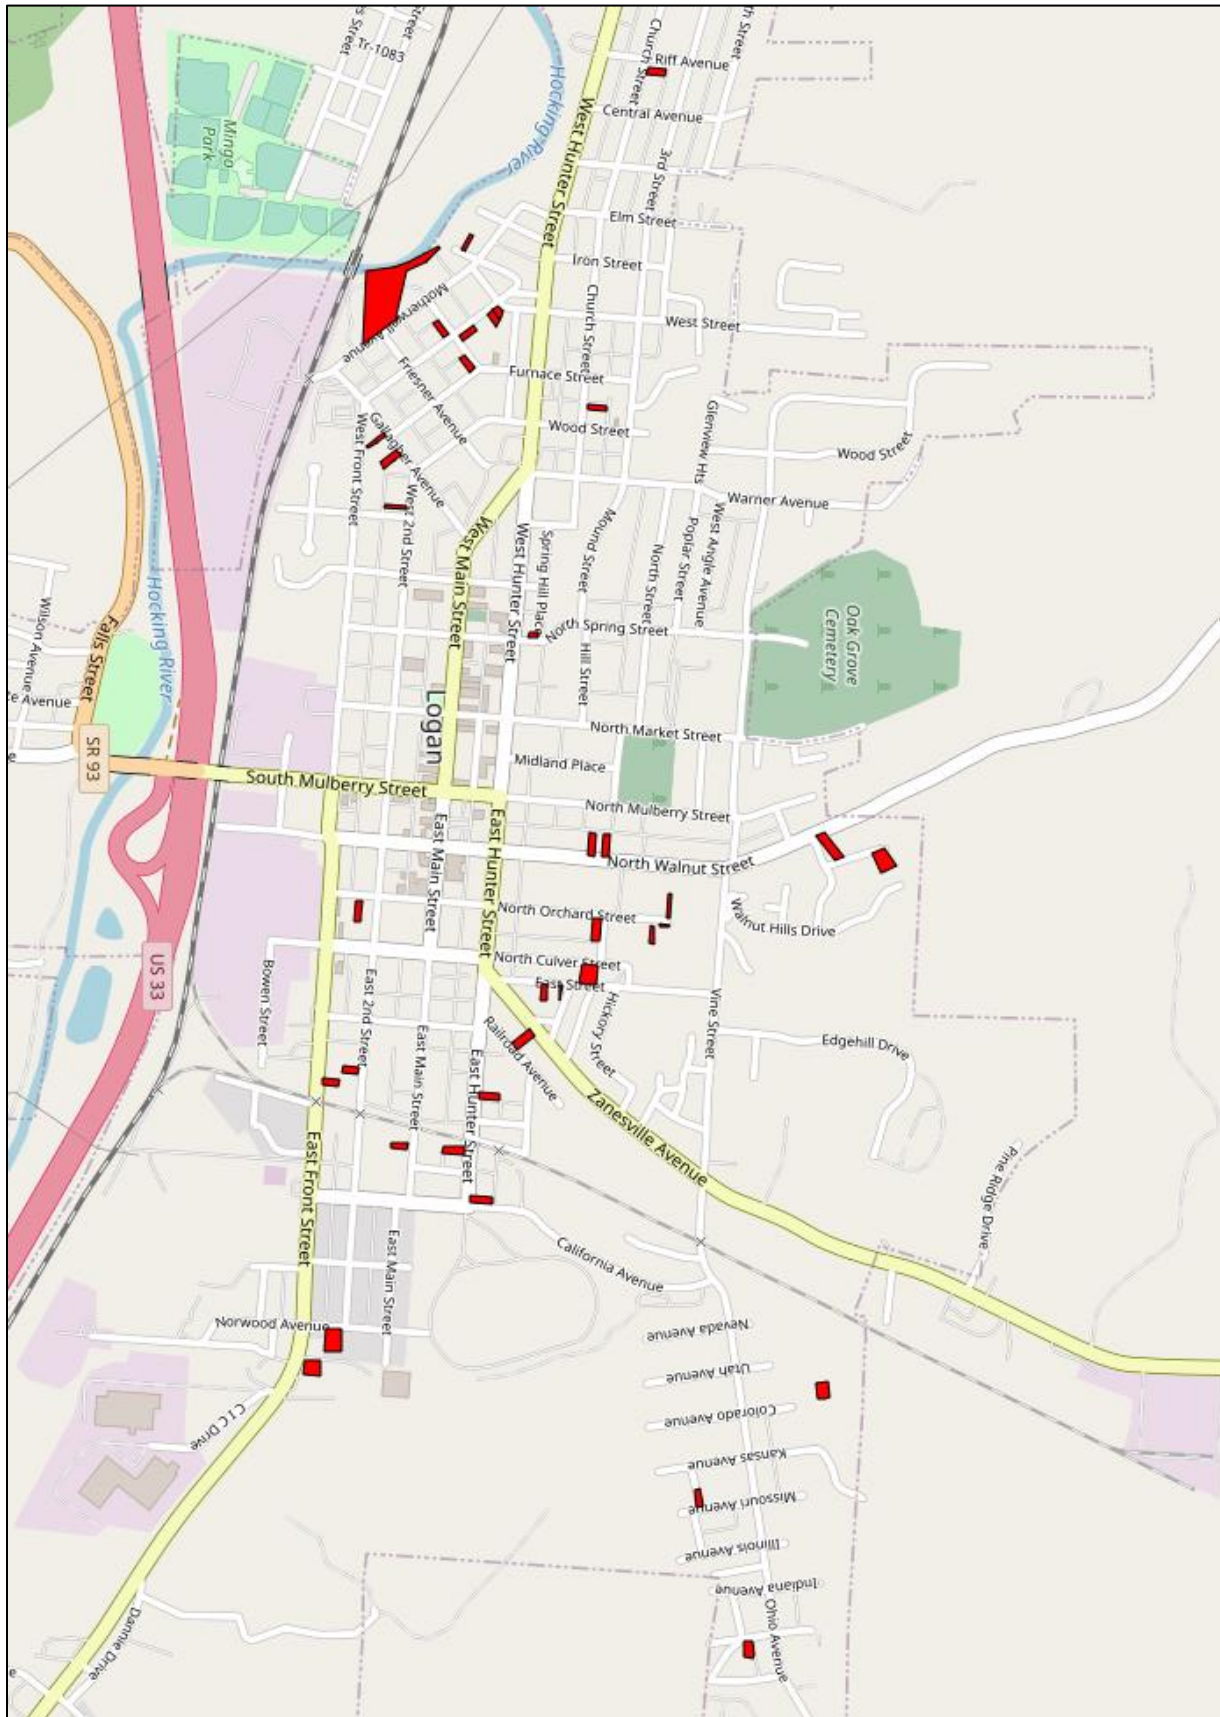 Street
Street
Tr-1083
Church Street
th Street
Riff Avenue
Mingo
Park
Hocking River
Hocking River
West Hunter Street
Central Avenue
3rd Street
Elm Street
Iron Street
Motherwell Avenue
Church Street
West Street
Friesner Avenue
Furnace Street
Glenview Hts
Gallagher Avenue
West Front Street
Wood Street
Wood Street
West 2nd Street
Warner Avenue
West Main Street
West Hunter Street
Spring Hill Place
Mound Street
North Street
Poplar Street
West Angle Avenue
Hocking River
Wilson Avenue
Falls Street
Oak Grove
Cemetery
North Spring Street
Hill Street
te Avenue
Logan
North Market Street
SR 93
Midland Place
South Mulberry Street
North Mulberry Street
East Main Street
East Hunter Street
North Walnut Street
North Orchard Street
Walnut Hills Drive
US 33
North Culver Street
East Street
Bowen Street
East 2nd Street
Hickory Street
Vine Street
Railroad Avenue
East Main Street
Edgehill Drive
East Hunter Street
Zanesville Avenue
East Front Street
Pine Ridge Drive
East Main Street
California Avenue
Norwood Avenue
Nevada Avenue
Utah Avenue
Colorado Avenue
C I C Drive
Kansas Avenue
Missouri Avenue
Illinois Avenue
Indiana Avenue
Ohio Avenue
Dannie Drive
e
e